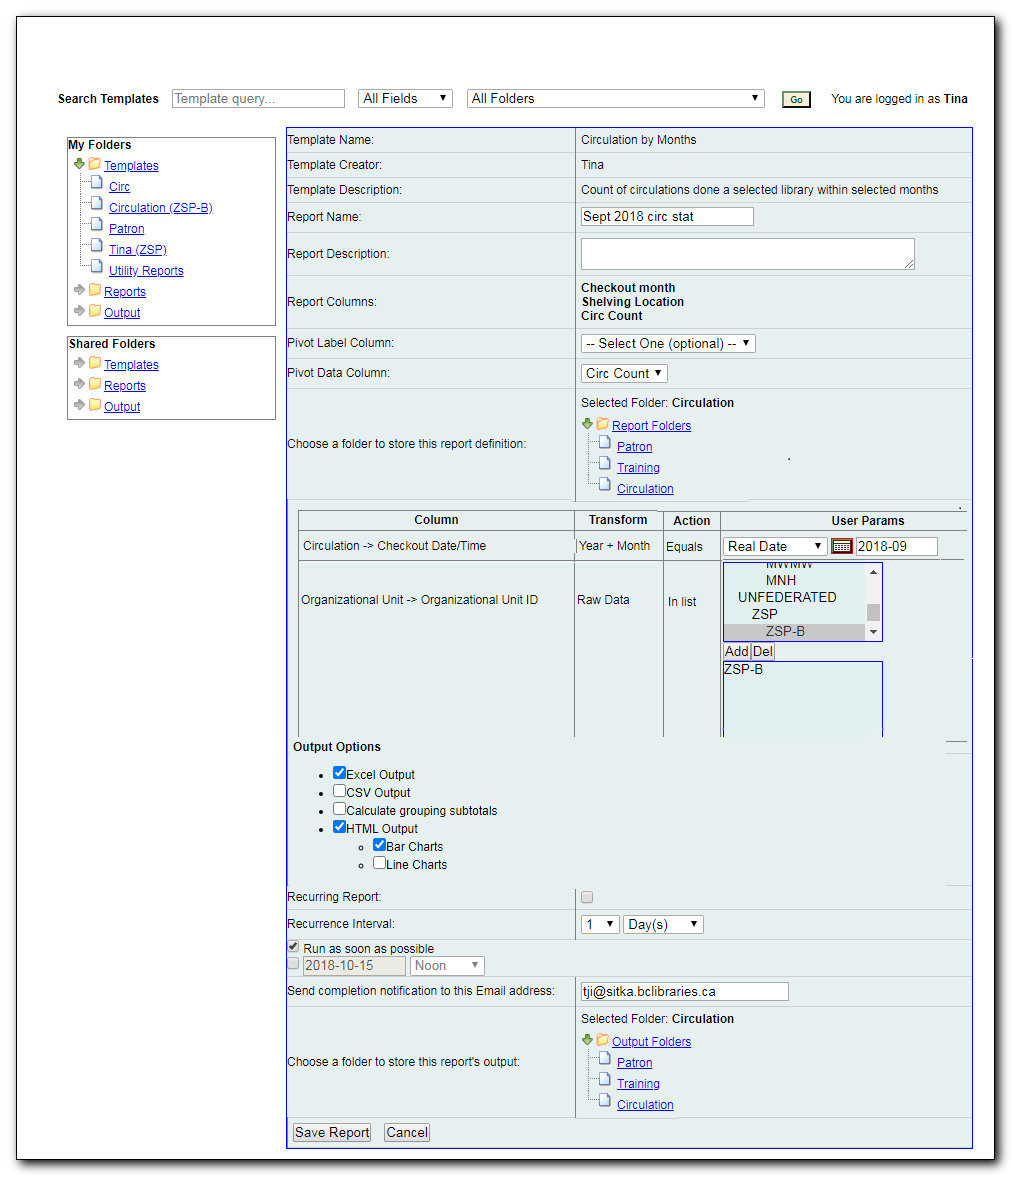 Search Templates Template query... All Fields All Folders Go You are logged in as Tina
My Folders
Templates
Circ
Circulation (ZSP-B)
Patron
Tina (ZSP)
Utility Reports
Reports
Output
Shared Folders
Templates
Reports
Output
Template Name: Circulation by Months
Template Creator: Tina
Template Description: Count of circulations done a selected library within selected months
Report Name: Sept 2018 circ stat
Report Description:
Report Columns:
Checkout month
Shelving Location
Circ Count
Pivot Label Column: -- Select One (optional) --
Pivot Data Column: Circ Count
Choose a folder to store this report definition:
Selected Folder: Circulation
Report Folders
Patron
Training
Circulation
Column Transform Action User Params
Circulation -> Checkout Date/Time Year + Month Equals Real Date 2018-09
Organizational Unit -> Organizational Unit ID Raw Data In list
MWMW
MNH
UNFEDERATED
ZSP
ZSP-B
Add Del
ZSP-B
Output Options
Excel Output
CSV Output
Calculate grouping subtotals
HTML Output
Bar Charts
Line Charts
Recurring Report:
Recurrence Interval: 1 Day(s)
Run as soon as possible
2018-10-15 Noon
Send completion notification to this Email address: tji@sitka.bclibraries.ca
Choose a folder to store this report's output:
Selected Folder: Circulation
Output Folders
Patron
Training
Circulation
Save Report Cancel